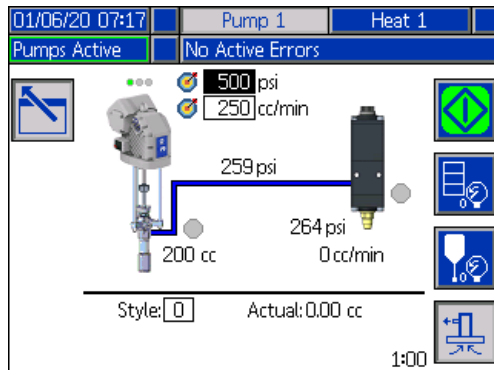 01/06/20 07:17 Pump 1 Heat 1
Pumps Active No Active Errors
500 psi
250 cc/min
259 psi
264 psi
200 cc 0 cc/min
Style: 0 Actual: 0.00 cc
1:00